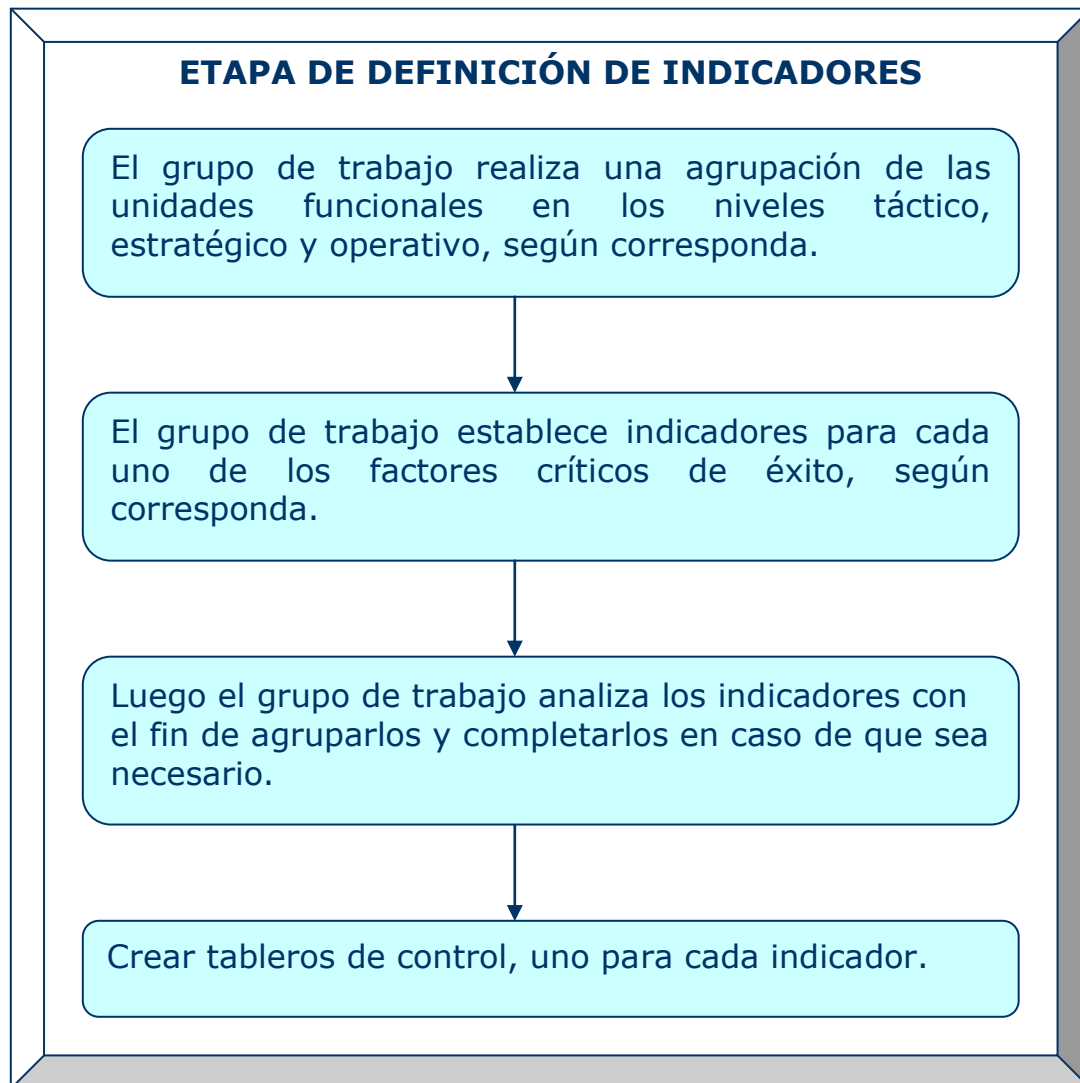 ETAPA DE DEFINICIÓN DE INDICADORES
El grupo de trabajo realiza una agrupación de las
unidades funcionales en los niveles táctico,
estratégico y operativo, según corresponda.
El grupo de trabajo establece indicadores para cada
uno de los factores críticos de éxito, según
corresponda.
Luego el grupo de trabajo analiza los indicadores con
el fin de agruparlos y completarlos en caso de que sea
necesario.
Crear tableros de control, uno para cada indicador.